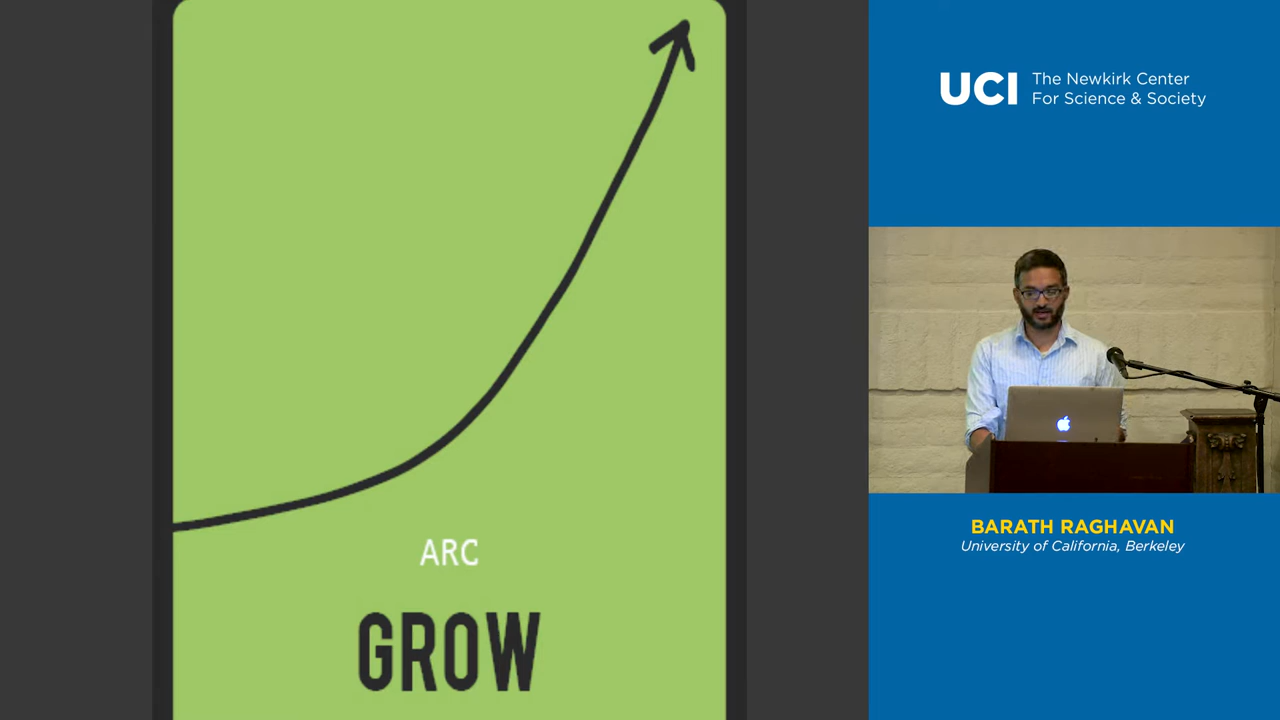 ARC
GROW
UCI
The Newkirk Center
For Science & Society
BARATH RAGHAVAN
University of California, Berkeley